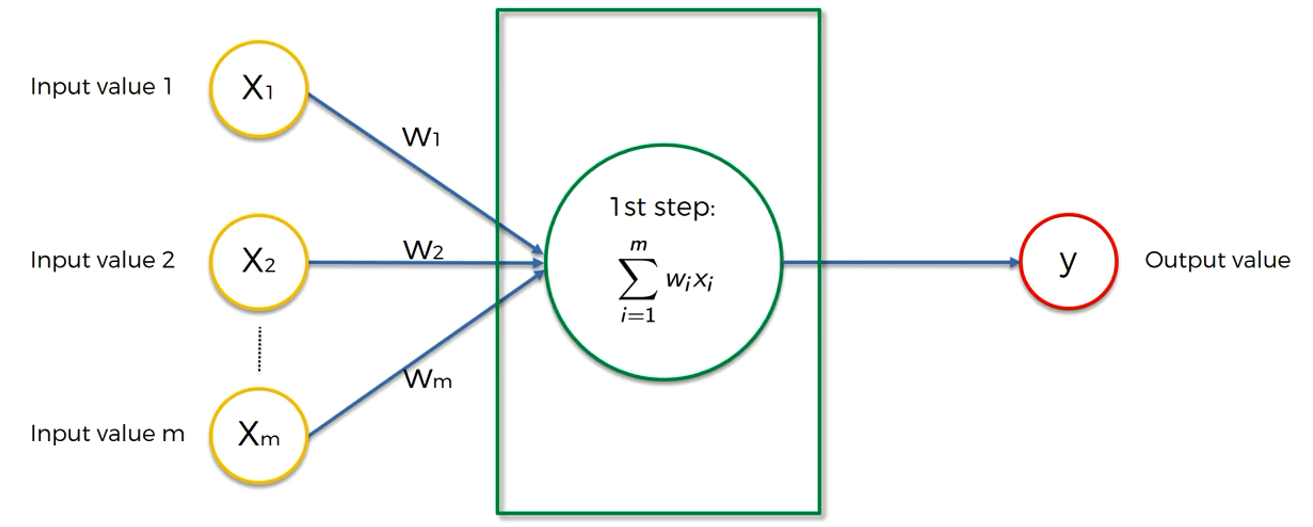 Input value 1
X1
W1
Input value 2
X2
W2
Input value m
Xm
Wm
1st step:
m
∑ wixi
i=1
y
Output value